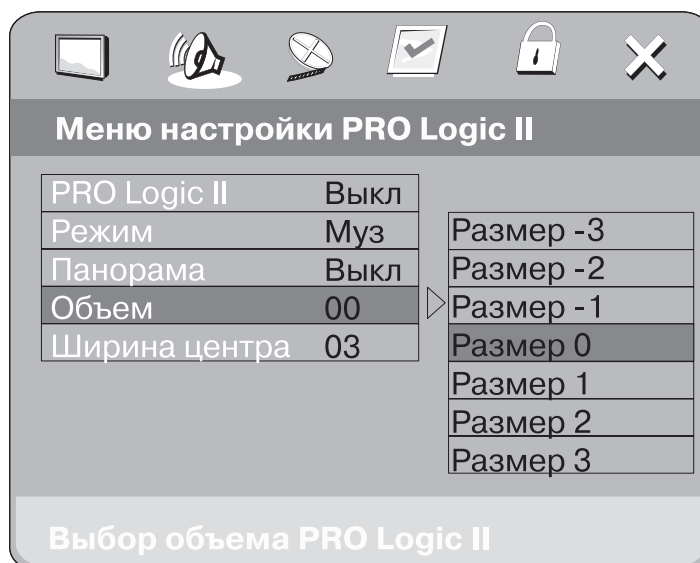 Меню настройки PRO Logic II
PRO Logic II Выкл
Режим Муз
Панорама Выкл
Объем 00
Ширина центра 03
Размер -3
Размер -2
Размер -1
Размер 0
Размер 1
Размер 2
Размер 3
Выбор объема PRO Logic II